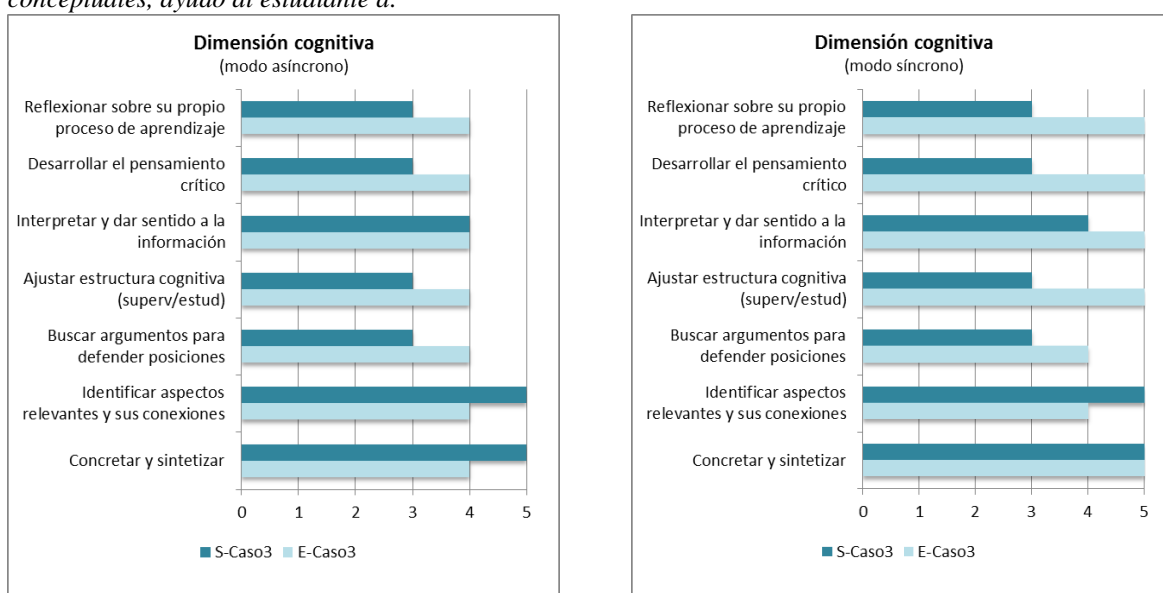 conceptuales, ayudo al estudiante a:
Dimensión cognitiva
(modo asíncrono)
Reflexionar sobre su propio
proceso de aprendizaje
Desarrollar el pensamiento
crítico
Interpretar y dar sentido a la
información
Ajustar estructura cognitiva
(superv/estud)
Buscar argumentos para
defender posiciones
Identificar aspectos
relevantes y sus conexiones
Concretar y sintetizar
0 1 2 3 4 5
S-Caso3 E-Caso3
Dimensión cognitiva
(modo síncrono)
Reflexionar sobre su propio
proceso de aprendizaje
Desarrollar el pensamiento
crítico
Interpretar y dar sentido a la
información
Ajustar estructura cognitiva
(superv/estud)
Buscar argumentos para
defender posiciones
Identificar aspectos
relevantes y sus conexiones
Concretar y sintetizar
0 1 2 3 4 5
S-Caso3 E-Caso3